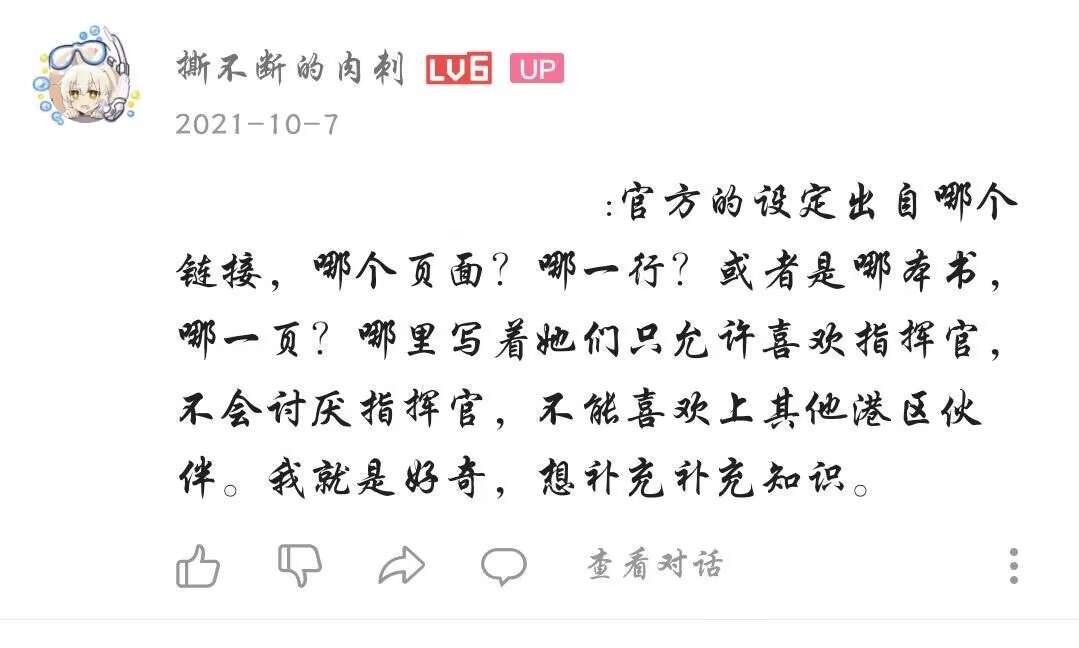 撕不断的肉刺 LV6 UP
2021-10-7
:官方的设定出自哪个
链接，哪个页面？哪一行？或者是哪本书，
哪一页？哪里写着她们只允许喜欢指挥官，
不会讨厌指挥官，不能喜欢上其他港区伙
伴。我就是好奇，想补充补充知识。
查看对话